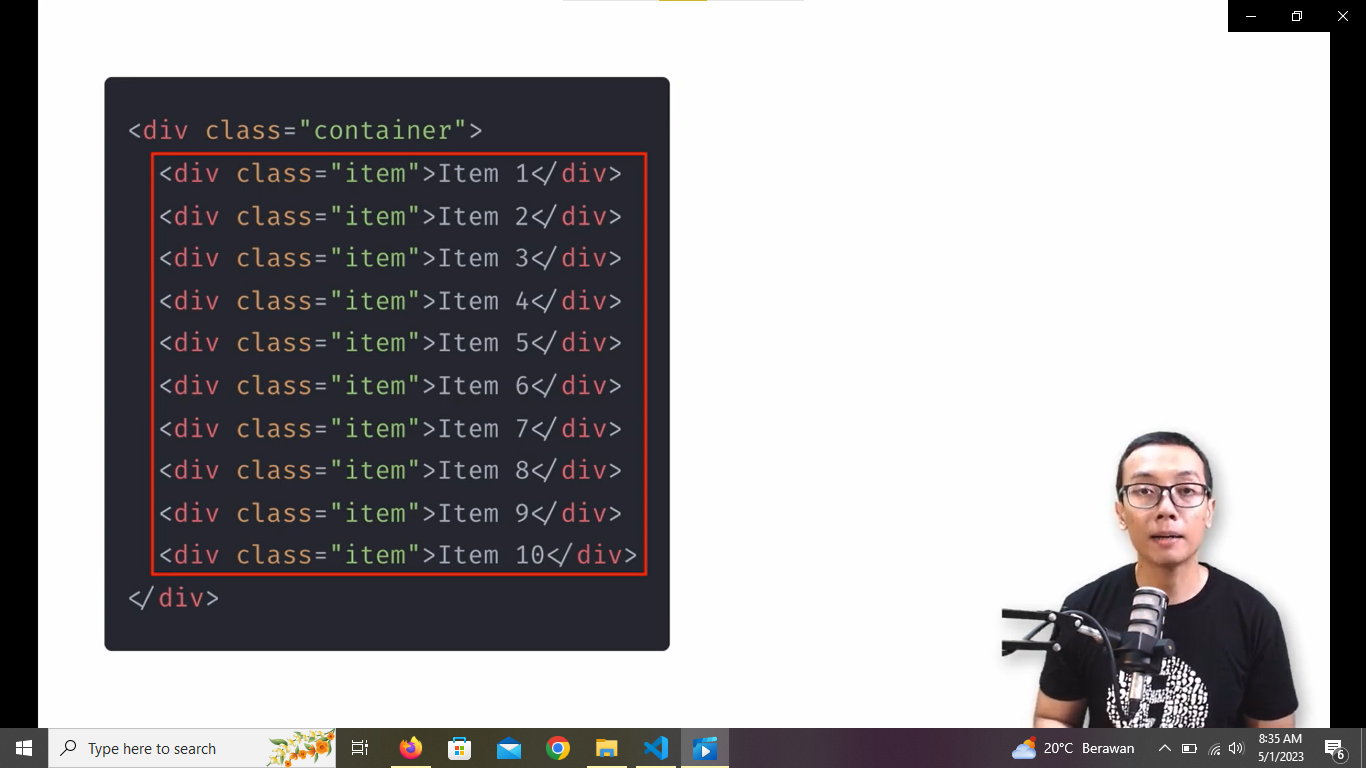 <div class="container">
<div class="item">Item 1</div>
<div class="item">Item 2</div>
<div class="item">Item 3</div>
<div class="item">Item 4</div>
<div class="item">Item 5</div>
<div class="item">Item 6</div>
<div class="item">Item 7</div>
<div class="item">Item 8</div>
<div class="item">Item 9</div>
<div class="item">Item 10</div>
</div>
Type here to search
20°C Berawan
8:35 AM
5/1/2023
6